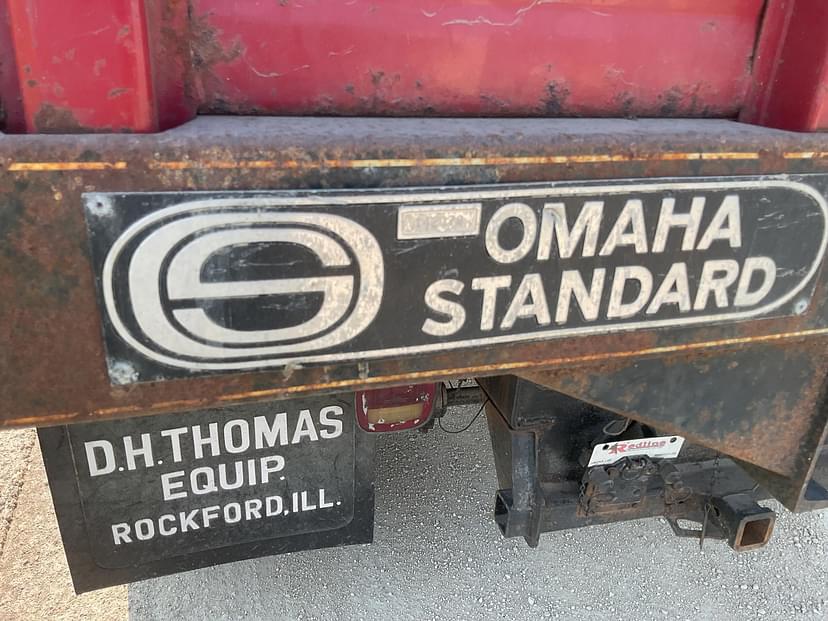 OMAHA
STANDARD
D.H. THOMAS
EQUIP.
ROCKFORD, ILL.
Redline